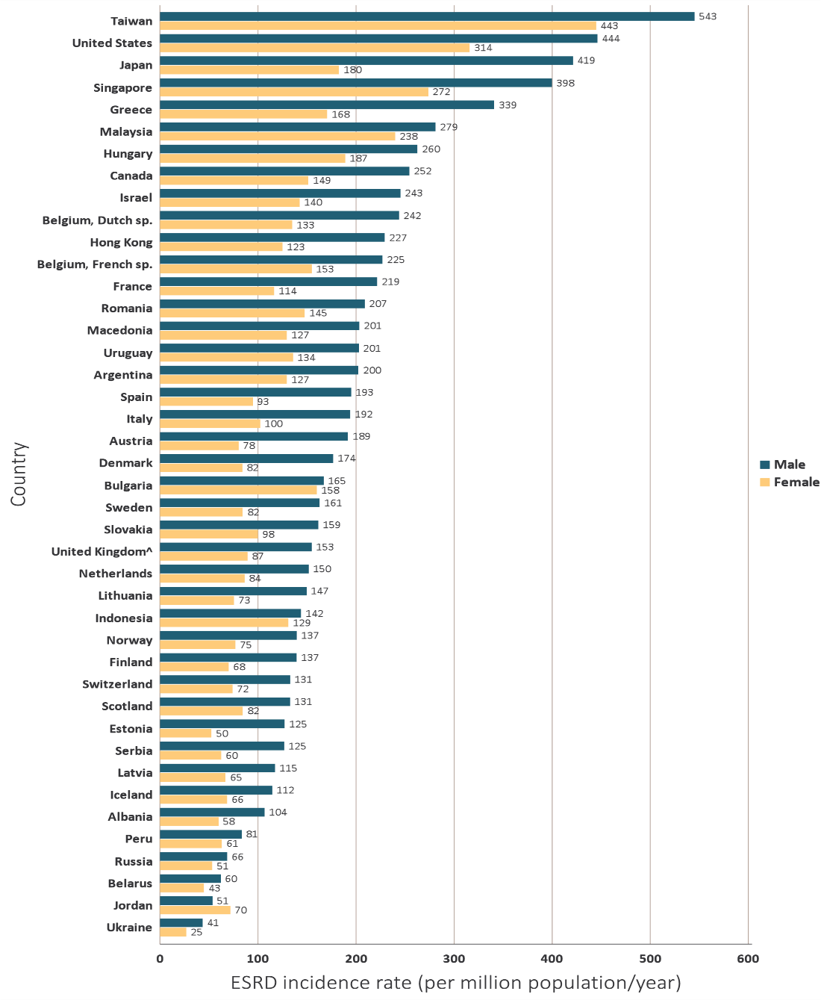 Taiwan 543
443
United States 444
314
Japan 419
180
Singapore 398
272
Greece 339
168
Malaysia 279
238
Hungary 260
187
Canada 252
149
Israel 243
140
Belgium, Dutch sp. 242
133
Hong Kong 227
123
Belgium, French sp. 225
153
France 219
114
Romania 207
145
Macedonia 201
127
Uruguay 201
134
Argentina 200
127
Spain 193
93
Italy 192
100
Austria 189
78
Denmark 174
82
Bulgaria 165
158
Sweden 161
82
Slovakia 159
98
United Kingdom^ 153
87
Netherlands 150
84
Lithuania 147
73
Indonesia 142
129
Norway 137
75
Finland 137
68
Switzerland 131
72
Scotland 131
82
Estonia 125
50
Serbia 125
60
Latvia 115
65
Iceland 112
66
Albania 104
58
Peru 81
61
Russia 66
51
Belarus 60
43
Jordan 51
70
Ukraine 41
25
Country
Male
Female
0 100 200 300 400 500 600
ESRD incidence rate (per million population/year)